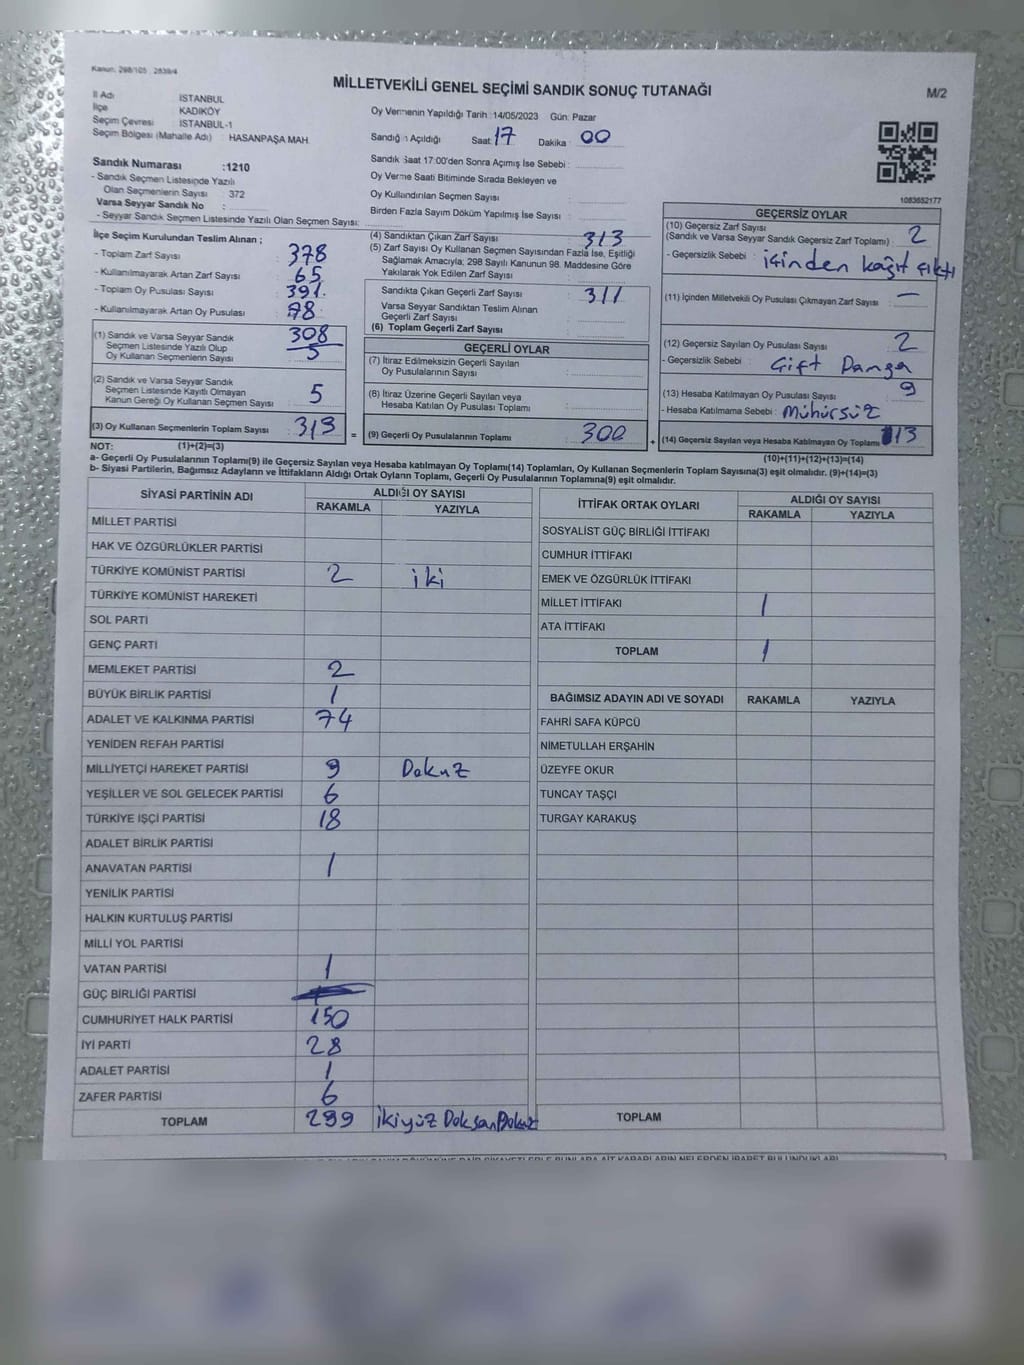 Kanun: 298/105 , 2839/4
MİLLETVEKİLİ GENEL SEÇİMİ SANDIK SONUÇ TUTANAĞI
M/2
İl Adı İSTANBUL
İlçe KADIKÖY
Seçim Çevresi : İSTANBUL-1
Seçim Bölgesi (Mahalle Adı) : HASANPAŞA MAH.
Oy Vermenin Yapıldığı Tarih : 14/05/2023 Gün: Pazar
Sandığın Açıldığı Saat 17 Dakika : 00
Sandık Saat 17:00'den Sonra Açımış İse Sebebi :
Oy Verme Saati Bitiminde Sırada Bekleyen ve
Oy Kullandırılan Seçmen Sayısı
Birden Fazla Sayım Döküm Yapılmış İse Sayısı :
1083652177
Sandık Numarası :1210
- Sandık Seçmen Listesinde Yazılı
Olan Seçmenlerin Sayısı 372
Varsa Seyyar Sandık No :
- Seyyar Sandık Seçmen Listesinde Yazılı Olan Seçmen Sayısı:
İlçe Seçim Kurulundan Teslim Alınan ;
- Toplam Zarf Sayısı : 378
- Kullanılmayarak Artan Zarf Sayısı : 65
- Toplam Oy Pusulası Sayısı : 391.
- Kullanılmayarak Artan Oy Pusulası : 78
(1) Sandık ve Varsa Seyyar Sandık
Seçmen Listesinde Yazılı Olup
Oy Kullanan Seçmenlerin Sayısı 308
5
(2) Sandık ve Varsa Seyyar Sandık
Seçmen Listesinde Kayıtlı Olmayan
Kanun Gereği Oy Kullanan Seçmen Sayısı : 5
(3) Oy Kullanan Seçmenlerin Toplam Sayısı : 313
(4) Sandıktan Çıkan Zarf Sayısı : 313
(5) Zarf Sayısı Oy Kullanan Seçmen Sayısından Fazla İse, Eşitliği
Sağlamak Amacıyla, 298 Sayılı Kanunun 98. Maddesine Göre
Yakılarak Yok Edilen Zarf Sayısı :
Sandıkta Çıkan Geçerli Zarf Sayısı : 311
Varsa Seyyar Sandıktan Teslim Alınan
Geçerli Zarf Sayısı :
(6) Toplam Geçerli Zarf Sayısı :
GEÇERLİ OYLAR
(7) İtiraz Edilmeksizin Geçerli Sayılan
Oy Pusulalarının Sayısı :
(8) İtiraz Üzerine Geçerli Sayılan veya
Hesaba Katılan Oy Pusulaları Toplamı :
= (9) Geçerli Oy Pusulalarının Toplamı : 300
GEÇERSİZ OYLAR
(10) Geçersiz Zarf Sayısı
(Sandık ve Varsa Seyyar Sandık Geçersiz Zarf Toplamı) : 2
- Geçersizlik Sebebi : içinden kağıt çıktı
(11) İçinden Milletvekili Oy Pusulası Çıkmayan Zarf Sayısı : —
(12) Geçersiz Sayılan Oy Pusulası Sayısı : 2
- Geçersizlik Sebebi : Çift Damga
(13) Hesaba Katılmayan Oy Pusulası Sayısı : 9
- Hesaba Katılmama Sebebi : Mühürsüz
+ (14) Geçersiz Sayılan veya Hesaba Katılmayan Oy Toplamı 13
NOT: (1)+(2)=(3)
(10)+(11)+(12)+(13)=(14)
a- Geçerli Oy Pusulalarının Toplamı(9) ile Geçersiz Sayılan veya Hesaba katılmayan Oy Toplamı(14) Toplamları, Oy Kullanan Seçmenlerin Toplam Sayısına(3) eşit olmalıdır. (9)+(14)=(3)
b- Siyasi Partilerin, Bağımsız Adayların ve İttifakların Aldığı Ortak Oyların Toplamı, Geçerli Oy Pusulalarının Toplamına(9) eşit olmalıdır.
SİYASİ PARTİNİN ADI ALDIĞI OY SAYISI
RAKAMLA YAZIYLA
MİLLET PARTİSİ
HAK VE ÖZGÜRLÜKLER PARTİSİ
TÜRKİYE KOMÜNİST PARTİSİ 2 iki
TÜRKİYE KOMÜNİST HAREKETİ
SOL PARTİ
GENÇ PARTİ
MEMLEKET PARTİSİ 2
BÜYÜK BİRLİK PARTİSİ 1
ADALET VE KALKINMA PARTİSİ 74
YENİDEN REFAH PARTİSİ
MİLLİYETÇİ HAREKET PARTİSİ 9 Dokuz
YEŞİLLER VE SOL GELECEK PARTİSİ 6
TÜRKİYE İŞÇİ PARTİSİ 18
ADALET BİRLİK PARTİSİ
ANAVATAN PARTİSİ 1
YENİLİK PARTİSİ
HALKIN KURTULUŞ PARTİSİ
MİLLİ YOL PARTİSİ
VATAN PARTİSİ 1
GÜÇ BİRLİĞİ PARTİSİ
CUMHURİYET HALK PARTİSİ 150
İYİ PARTİ 28
ADALET PARTİSİ 1
ZAFER PARTİSİ 6
TOPLAM 299 ikiyüz Doksan Dokuz
İTTİFAK ORTAK OYLARI ALDIĞI OY SAYISI
RAKAMLA YAZIYLA
SOSYALİST GÜÇ BİRLİĞİ İTTİFAKI
CUMHUR İTTİFAKI
EMEK VE ÖZGÜRLÜK İTTİFAKI
MİLLET İTTİFAKI 1
ATA İTTİFAKI
TOPLAM 1
BAĞIMSIZ ADAYIN ADI VE SOYADI RAKAMLA YAZIYLA
FAHRİ SAFA KÜPCÜ
NİMETULLAH ERŞAHİN
ÜZEYFE OKUR
TUNCAY TAŞÇI
TURGAY KARAKUŞ
TOPLAM